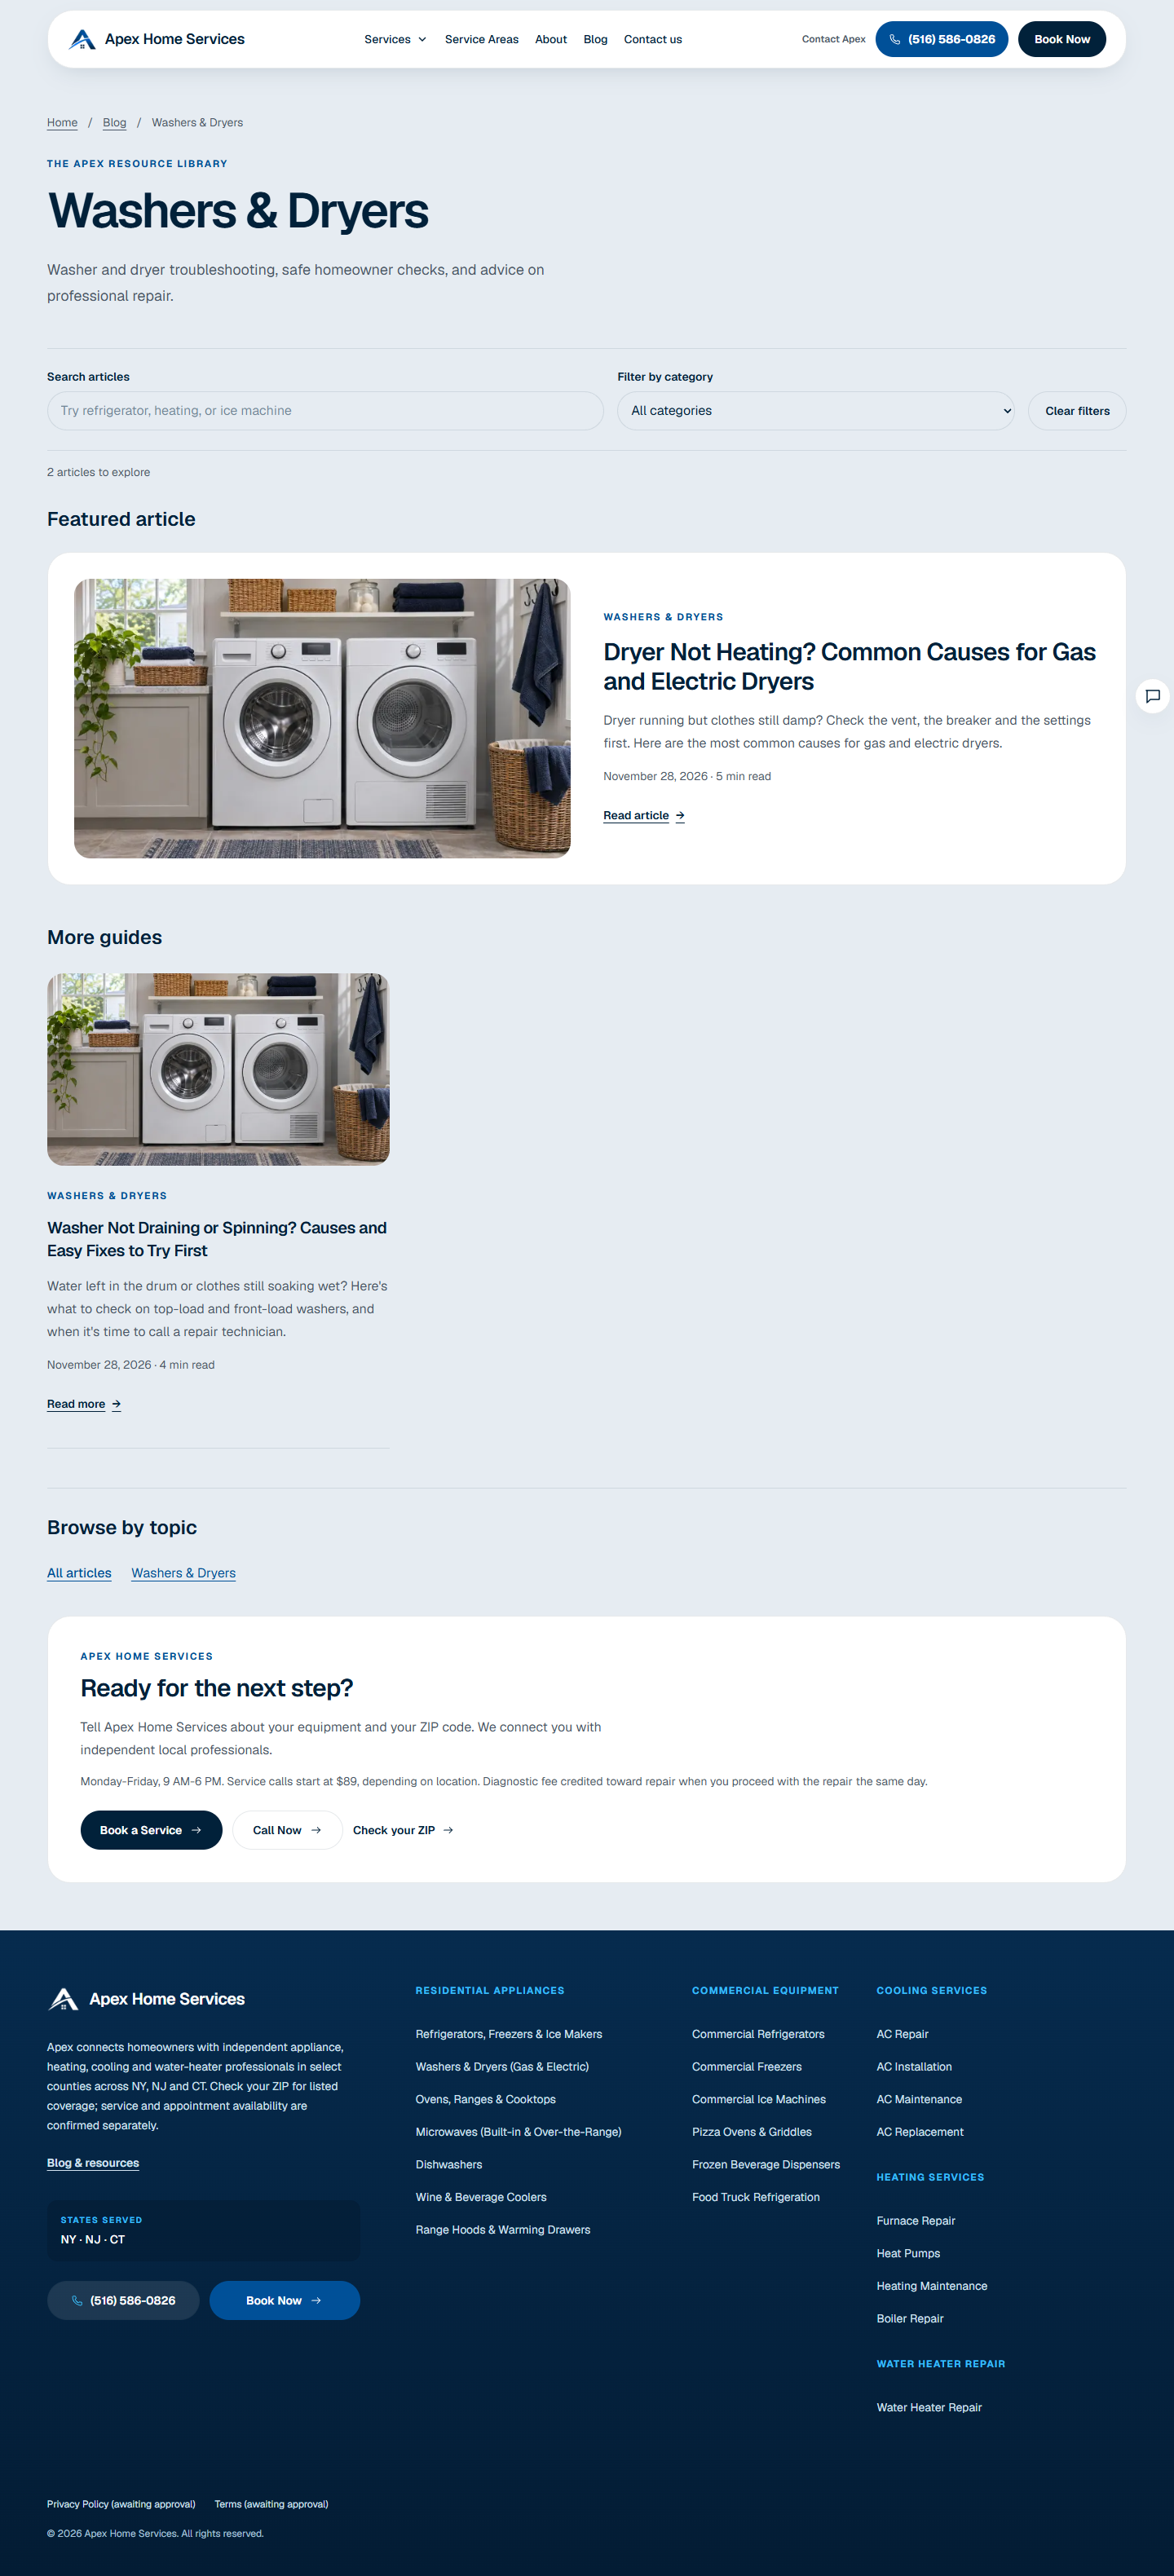 Apex Home Services
Services
Service Areas
About
Blog
Contact us
Contact Apex
(516) 586-0826
Book Now
Home / Blog / Washers & Dryers
THE APEX RESOURCE LIBRARY
Washers & Dryers
Washer and dryer troubleshooting, safe homeowner checks, and advice on
professional repair.
Search articles
Try refrigerator, heating, or ice machine
Filter by category
All categories
Clear filters
2 articles to explore
Featured article
WASHERS & DRYERS
Dryer Not Heating? Common Causes for Gas
and Electric Dryers
Dryer running but clothes still damp? Check the vent, the breaker and the settings
first. Here are the most common causes for gas and electric dryers.
November 28, 2026 · 5 min read
Read article →
More guides
WASHERS & DRYERS
Washer Not Draining or Spinning? Causes and
Easy Fixes to Try First
Water left in the drum or clothes still soaking wet? Here's
what to check on top-load and front-load washers, and
when it's time to call a repair technician.
November 28, 2026 · 4 min read
Read more →
Browse by topic
All articles
Washers & Dryers
APEX HOME SERVICES
Ready for the next step?
Tell Apex Home Services about your equipment and your ZIP code. We connect you with
independent local professionals.
Monday-Friday, 9 AM-6 PM. Service calls start at $89, depending on location. Diagnostic fee credited toward repair when you proceed with the repair the same day.
Book a Service →
Call Now →
Check your ZIP →
Apex Home Services
Apex connects homeowners with independent appliance,
heating, cooling and water-heater professionals in select
counties across NY, NJ and CT. Check your ZIP for listed
coverage; service and appointment availability are
confirmed separately.
Blog & resources
STATES SERVED
NY · NJ · CT
(516) 586-0826
Book Now →
RESIDENTIAL APPLIANCES
Refrigerators, Freezers & Ice Makers
Washers & Dryers (Gas & Electric)
Ovens, Ranges & Cooktops
Microwaves (Built-in & Over-the-Range)
Dishwashers
Wine & Beverage Coolers
Range Hoods & Warming Drawers
COMMERCIAL EQUIPMENT
Commercial Refrigerators
Commercial Freezers
Commercial Ice Machines
Pizza Ovens & Griddles
Frozen Beverage Dispensers
Food Truck Refrigeration
COOLING SERVICES
AC Repair
AC Installation
AC Maintenance
AC Replacement
HEATING SERVICES
Furnace Repair
Heat Pumps
Heating Maintenance
Boiler Repair
WATER HEATER REPAIR
Water Heater Repair
Privacy Policy (awaiting approval)
Terms (awaiting approval)
© 2026 Apex Home Services. All rights reserved.